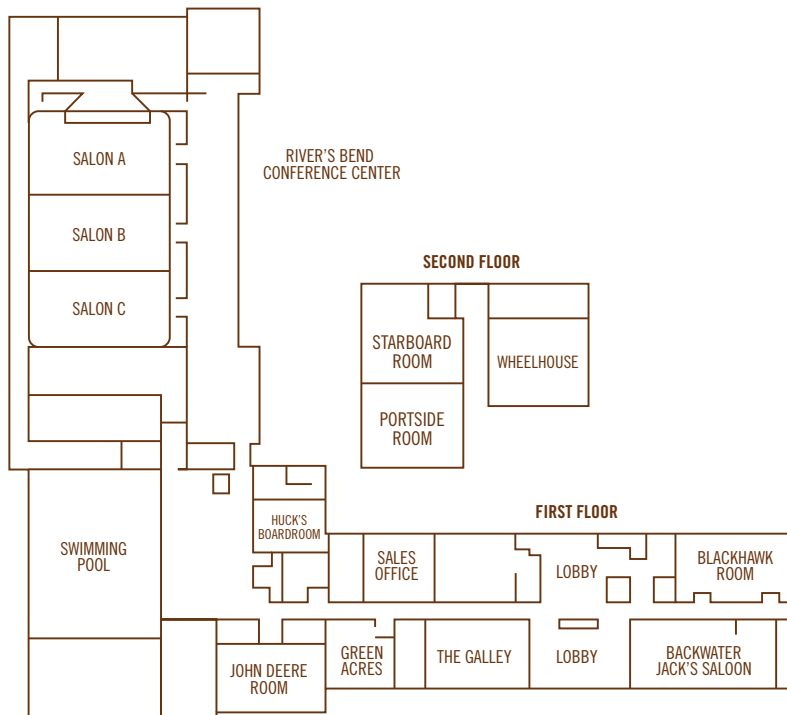 SALON A
RIVER'S BEND
CONFERENCE CENTER
SALON B
SALON C
SECOND FLOOR
STARBOARD
ROOM
WHEELHOUSE
PORTSIDE
ROOM
FIRST FLOOR
HUCK'S
BOARDROOM
SWIMMING
POOL
SALES
OFFICE
LOBBY
BLACKHAWK
ROOM
JOHN DEERE
ROOM
GREEN
ACRES
THE GALLEY
LOBBY
BACKWATER
JACK'S SALOON